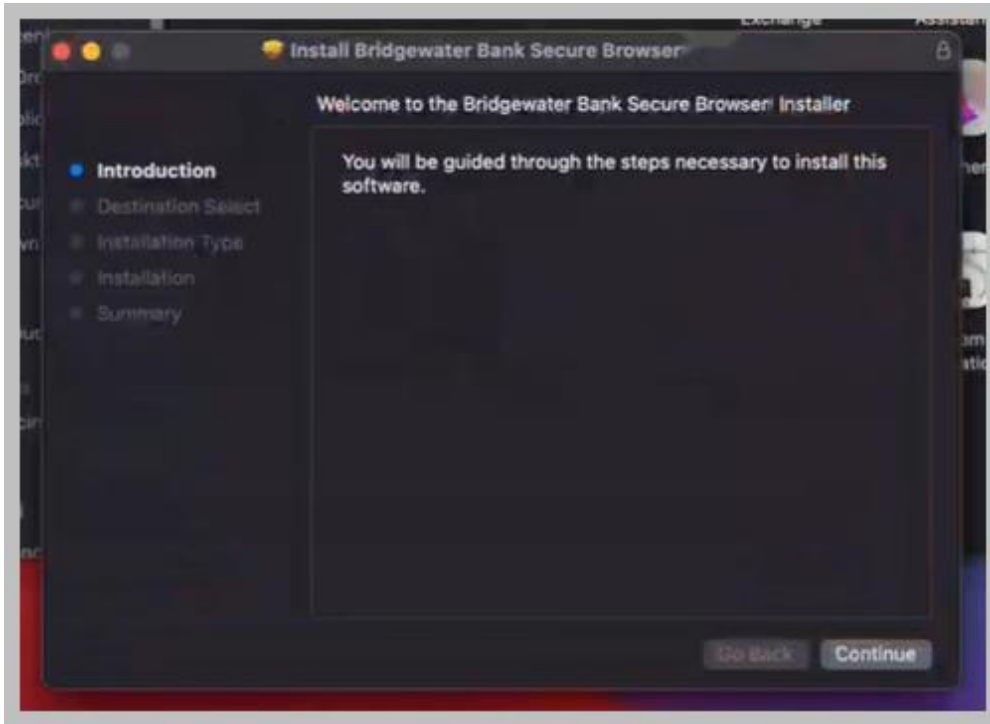 Exchange
Install Bridgewater Bank Secure Browser
Welcome to the Bridgewater Bank Secure Browser Installer
Introduction
Destination Select
Installation Type
Installation
Summary
You will be guided through the steps necessary to install this
software.
Go Back
Continue